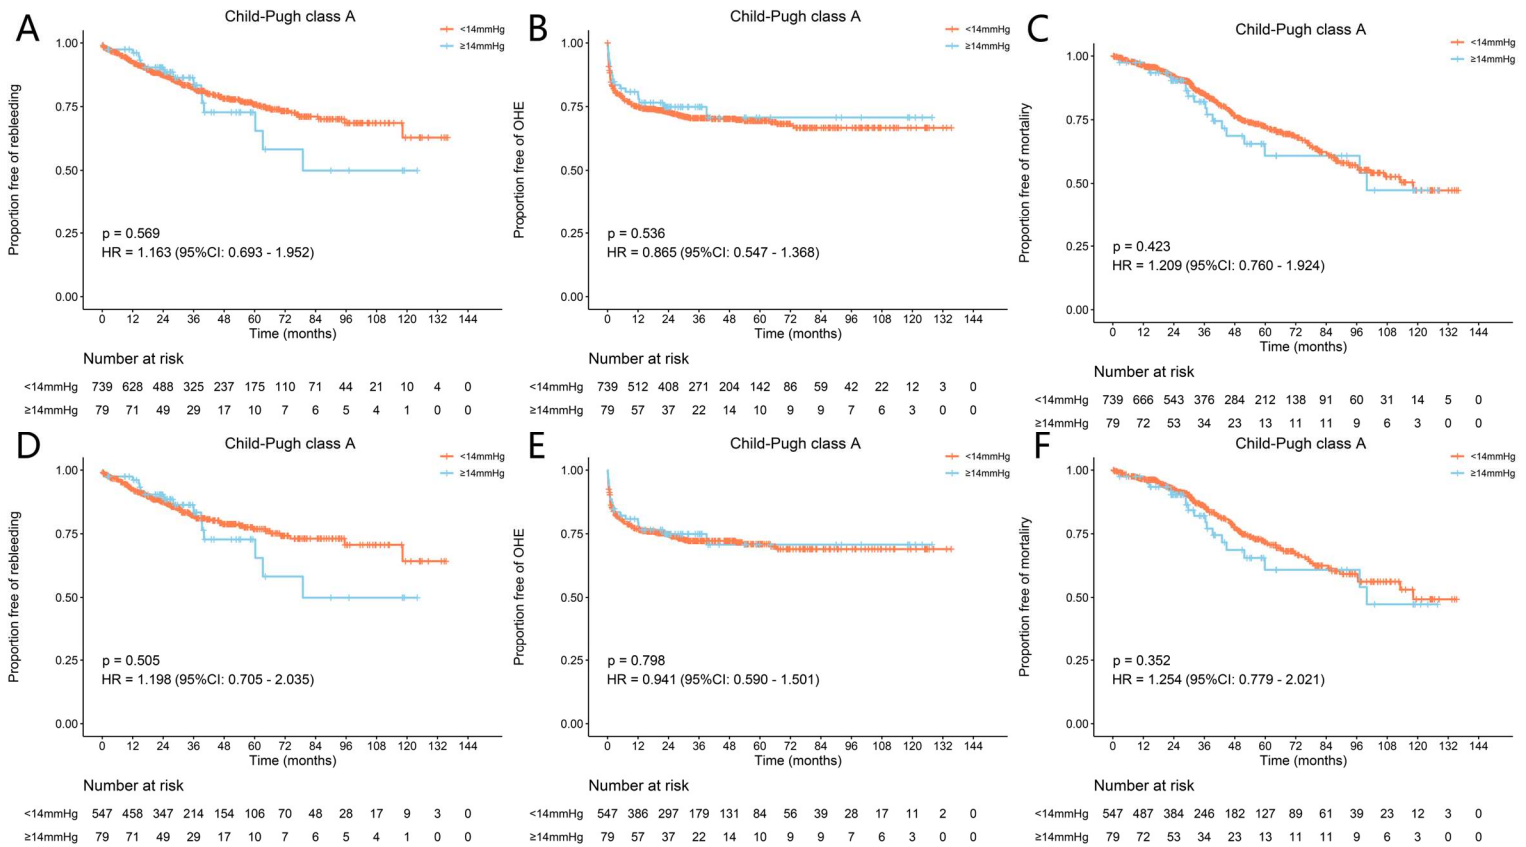 A
Child-Pugh class A
<14mmHg
≥14mmHg
Proportion free of rebleeding
1.00
0.75
0.50
0.25
0.00
p = 0.569
HR = 1.163 (95%CI: 0.693 - 1.952)
0 12 24 36 48 60 72 84 96 108 120 132 144
Time (months)
Number at risk
<14mmHg 739 628 488 325 237 175 110 71 44 21 10 4 0
≥14mmHg 79 71 49 29 17 10 7 6 5 4 1 0 0
B
Child-Pugh class A
<14mmHg
≥14mmHg
Proportion free of OHE
1.00
0.75
0.50
0.25
0.00
p = 0.536
HR = 0.865 (95%CI: 0.547 - 1.368)
0 12 24 36 48 60 72 84 96 108 120 132 144
Time (months)
Number at risk
<14mmHg 739 512 408 271 204 142 86 59 42 22 12 3 0
≥14mmHg 79 57 37 22 14 10 9 9 7 6 3 0 0
C
Child-Pugh class A
<14mmHg
≥14mmHg
Proportion free of mortaliry
1.00
0.75
0.50
0.25
0.00
p = 0.423
HR = 1.209 (95%CI: 0.760 - 1.924)
0 12 24 36 48 60 72 84 96 108 120 132 144
Time (months)
Number at risk
<14mmHg 739 666 543 376 284 212 138 91 60 31 14 5 0
≥14mmHg 79 72 53 34 23 13 11 11 9 6 3 0 0
D
Child-Pugh class A
<14mmHg
≥14mmHg
Proportion free of rebleeding
1.00
0.75
0.50
0.25
0.00
p = 0.505
HR = 1.198 (95%CI: 0.705 - 2.035)
0 12 24 36 48 60 72 84 96 108 120 132 144
Time (months)
Number at risk
<14mmHg 547 458 347 214 154 106 70 48 28 17 9 3 0
≥14mmHg 79 71 49 29 17 10 7 6 5 4 1 0 0
E
Child-Pugh class A
<14mmHg
≥14mmHg
Proportion free of OHE
1.00
0.75
0.50
0.25
0.00
p = 0.798
HR = 0.941 (95%CI: 0.590 - 1.501)
0 12 24 36 48 60 72 84 96 108 120 132 144
Time (months)
Number at risk
<14mmHg 547 386 297 179 131 84 56 39 28 17 11 2 0
≥14mmHg 79 57 37 22 14 10 9 9 7 6 3 0 0
F
Child-Pugh class A
<14mmHg
≥14mmHg
Proportion free of mortaliry
1.00
0.75
0.50
0.25
0.00
p = 0.352
HR = 1.254 (95%CI: 0.779 - 2.021)
0 12 24 36 48 60 72 84 96 108 120 132 144
Time (months)
Number at risk
<14mmHg 547 487 384 246 182 127 89 61 39 23 12 3 0
≥14mmHg 79 72 53 34 23 13 11 11 9 6 3 0 0